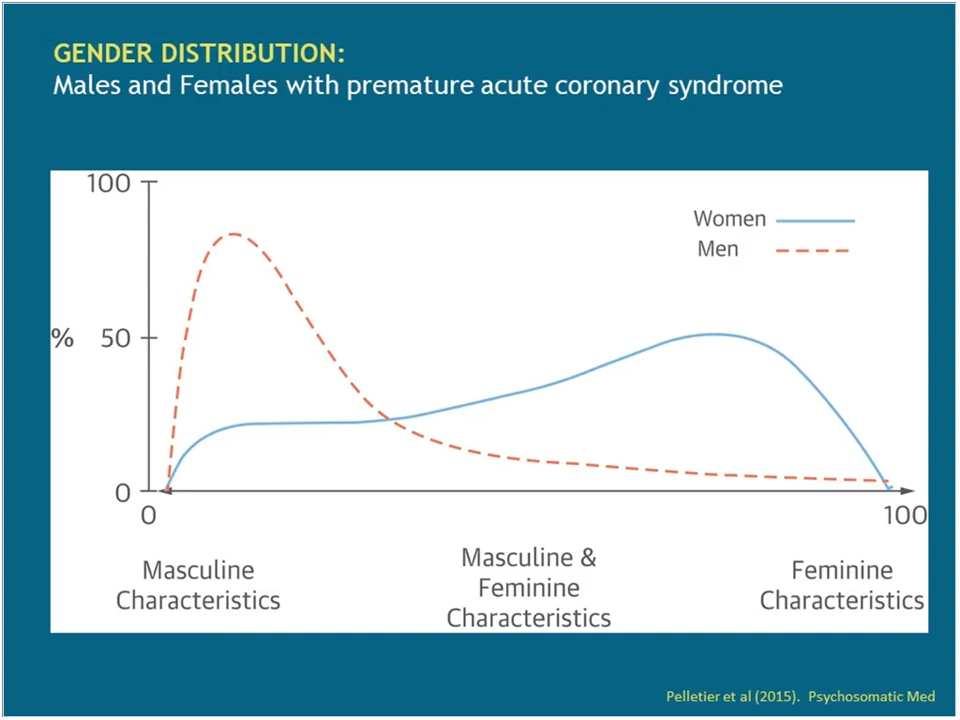 GENDER DISTRIBUTION:
Males and Females with premature acute coronary syndrome
100
Women
Men
% 50
0
0
100
Masculine
Characteristics
Masculine &
Feminine
Characteristics
Feminine
Characteristics
Pelletier et al (2015). Psychosomatic Med